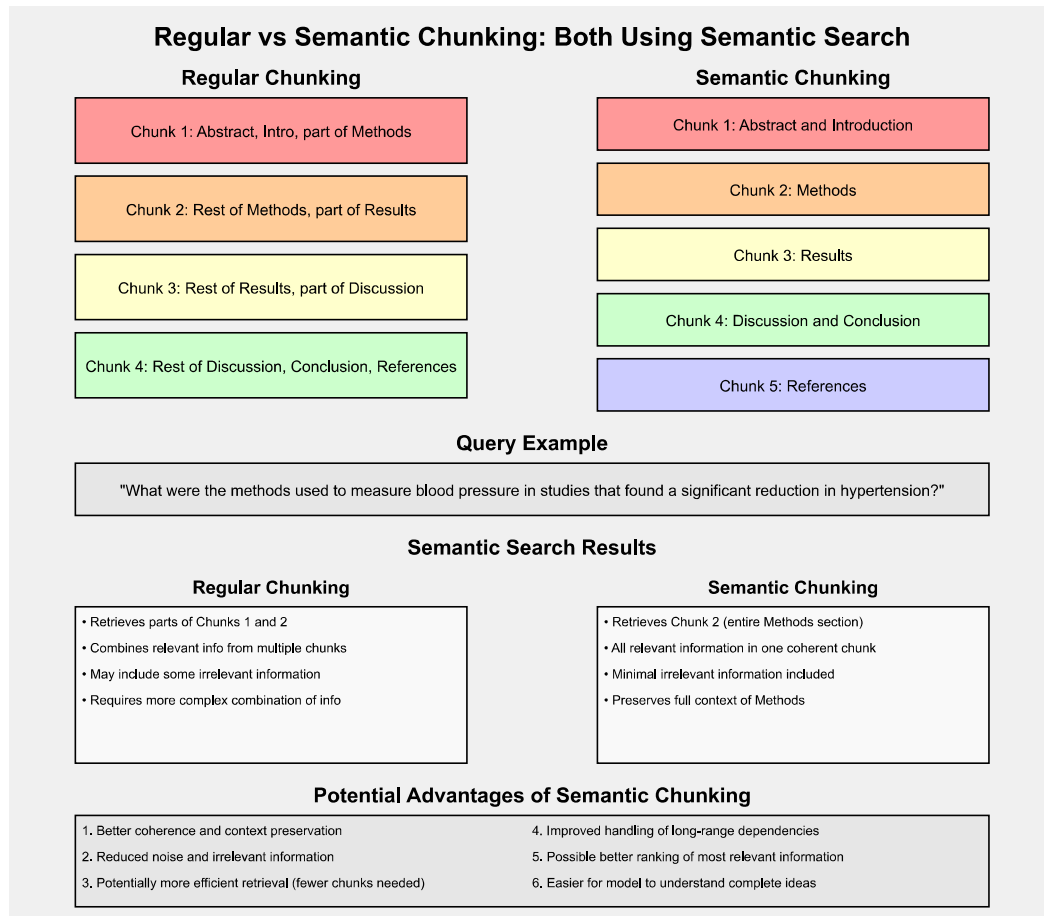 Regular vs Semantic Chunking: Both Using Semantic Search
Regular Chunking
Chunk 1: Abstract, Intro, part of Methods
Chunk 2: Rest of Methods, part of Results
Chunk 3: Rest of Results, part of Discussion
Chunk 4: Rest of Discussion, Conclusion, References
Semantic Chunking
Chunk 1: Abstract and Introduction
Chunk 2: Methods
Chunk 3: Results
Chunk 4: Discussion and Conclusion
Chunk 5: References
Query Example
"What were the methods used to measure blood pressure in studies that found a significant reduction in hypertension?"
Semantic Search Results
Regular Chunking
• Retrieves parts of Chunks 1 and 2
• Combines relevant info from multiple chunks
• May include some irrelevant information
• Requires more complex combination of info
Semantic Chunking
• Retrieves Chunk 2 (entire Methods section)
• All relevant information in one coherent chunk
• Minimal irrelevant information included
• Preserves full context of Methods
Potential Advantages of Semantic Chunking
1. Better coherence and context preservation
2. Reduced noise and irrelevant information
3. Potentially more efficient retrieval (fewer chunks needed)
4. Improved handling of long-range dependencies
5. Possible better ranking of most relevant information
6. Easier for model to understand complete ideas